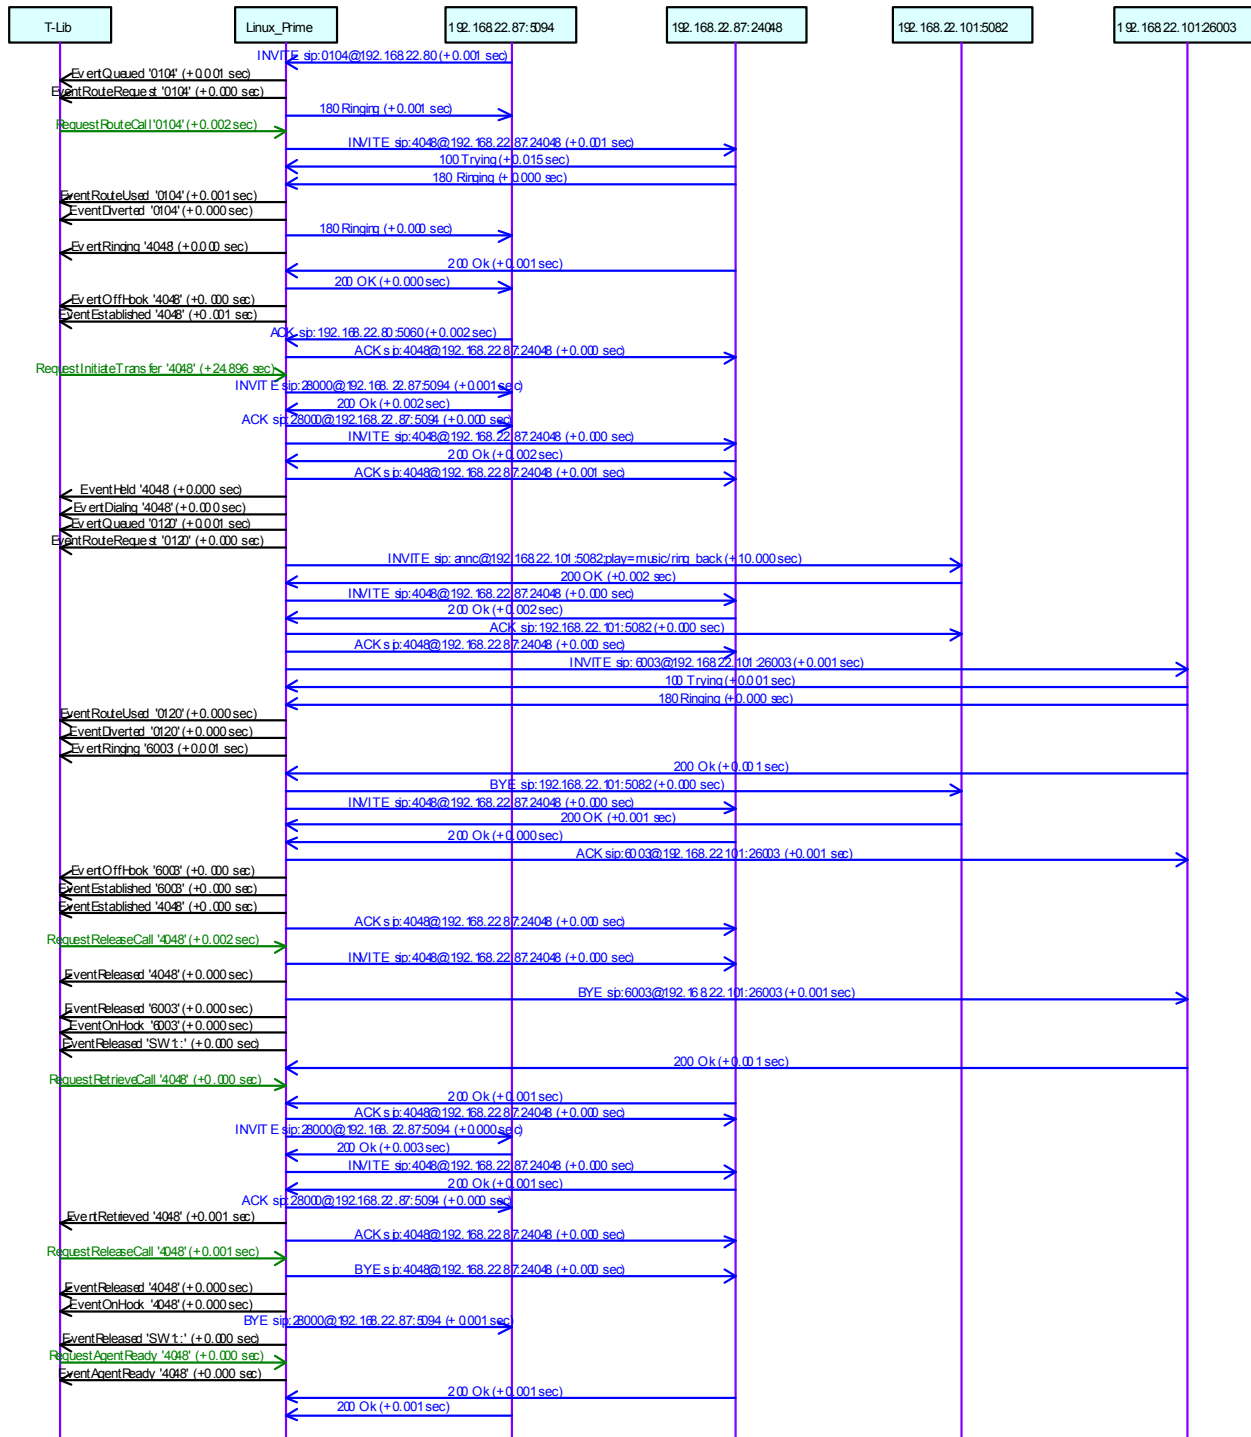 T-Lib
Linux_Prime
192.168.22.87:5094
192.168.22.87:24048
192.168.22.101:5082
192.168.22.101:26003
INVITE sip:0104@192.168.22.80 (+0.001 sec)
EventQueued '0104' (+0.001 sec)
EventRouteRequest '0104' (+0.000 sec)
180 Ringing (+0.001 sec)
RequestRouteCall '0104' (+0.002 sec)
INVITE sip:4048@192.168.22.87:24048 (+0.001 sec)
100 Trying (+0.015 sec)
180 Ringing (+0.000 sec)
EventRouteUsed '0104' (+0.001 sec)
EventDiverted '0104' (+0.000 sec)
180 Ringing (+0.000 sec)
EventRinging '4048' (+0.000 sec)
200 Ok (+0.001 sec)
200 OK (+0.000 sec)
EventOffHook '4048' (+0.000 sec)
EventEstablished '4048' (+0.001 sec)
ACK sip:192.168.22.80:5060 (+0.002 sec)
ACK sip:4048@192.168.22.87:24048 (+0.000 sec)
RequestInitiateTransfer '4048' (+24.896 sec)
INVITE sip:28000@192.168.22.87:5094 (+0.001 sec)
200 Ok (+0.002 sec)
ACK sip:28000@192.168.22.87:5094 (+0.000 sec)
INVITE sip:4048@192.168.22.87:24048 (+0.000 sec)
200 Ok (+0.002 sec)
ACK sip:4048@192.168.22.87:24048 (+0.001 sec)
EventHeld '4048' (+0.000 sec)
EventDialing '4048' (+0.000 sec)
EventQueued '0120' (+0.001 sec)
EventRouteRequest '0120' (+0.000 sec)
INVITE sip: annc@192.168.22.101:5082;play=music/ring_back (+10.000 sec)
200 OK (+0.002 sec)
INVITE sip:4048@192.168.22.87:24048 (+0.000 sec)
200 Ok (+0.002 sec)
ACK sip:192.168.22.101:5082 (+0.000 sec)
ACK sip:4048@192.168.22.87:24048 (+0.000 sec)
INVITE sip:6003@192.168.22.101:26003 (+0.001 sec)
100 Trying (+0.001 sec)
180 Ringing (+0.000 sec)
EventRouteUsed '0120' (+0.000 sec)
EventDiverted '0120' (+0.000 sec)
EventRinging '6003' (+0.001 sec)
200 Ok (+0.001 sec)
BYE sip:192.168.22.101:5082 (+0.000 sec)
INVITE sip:4048@192.168.22.87:24048 (+0.000 sec)
200 OK (+0.001 sec)
200 Ok (+0.000 sec)
ACK sip:6003@192.168.22.101:26003 (+0.001 sec)
EventOffHook '6003' (+0.000 sec)
EventEstablished '6003' (+0.000 sec)
EventEstablished '4048' (+0.000 sec)
ACK sip:4048@192.168.22.87:24048 (+0.000 sec)
RequestReleaseCall '4048' (+0.002 sec)
INVITE sip:4048@192.168.22.87:24048 (+0.000 sec)
EventReleased '4048' (+0.000 sec)
BYE sip:6003@192.168.22.101:26003 (+0.001 sec)
EventReleased '6003' (+0.000 sec)
EventOnHook '6003' (+0.000 sec)
EventReleased 'SW1::' (+0.000 sec)
200 Ok (+0.001 sec)
RequestRetrieveCall '4048' (+0.000 sec)
200 Ok (+0.001 sec)
ACK sip:4048@192.168.22.87:24048 (+0.000 sec)
INVITE sip:28000@192.168.22.87:5094 (+0.000 sec)
200 Ok (+0.003 sec)
INVITE sip:4048@192.168.22.87:24048 (+0.000 sec)
200 Ok (+0.001 sec)
ACK sip:28000@192.168.22.87:5094 (+0.000 sec)
EventRetrieved '4048' (+0.001 sec)
ACK sip:4048@192.168.22.87:24048 (+0.000 sec)
RequestReleaseCall '4048' (+0.001 sec)
BYE sip:4048@192.168.22.87:24048 (+0.000 sec)
EventReleased '4048' (+0.000 sec)
EventOnHook '4048' (+0.000 sec)
BYE sip:28000@192.168.22.87:5094 (+0.001 sec)
EventReleased 'SW1::' (+0.000 sec)
RequestAgentReady '4048' (+0.000 sec)
EventAgentReady '4048' (+0.000 sec)
200 Ok (+0.001 sec)
200 Ok (+0.001 sec)